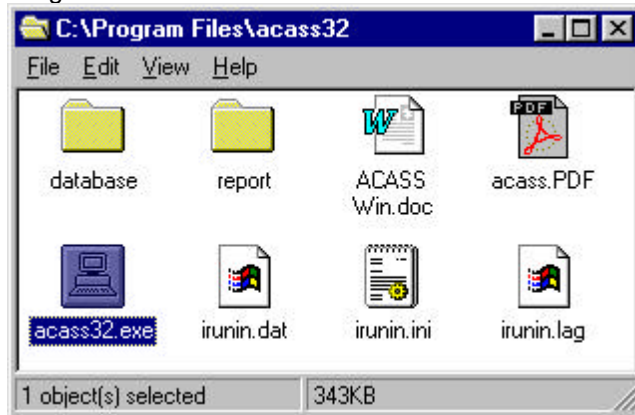 C:\Program Files\acass32
File Edit View Help
database report ACASS Win.doc acass.PDF
PDF
acass32.exe irunin.dat irunin.ini irunin.lag
1 object(s) selected 343KB